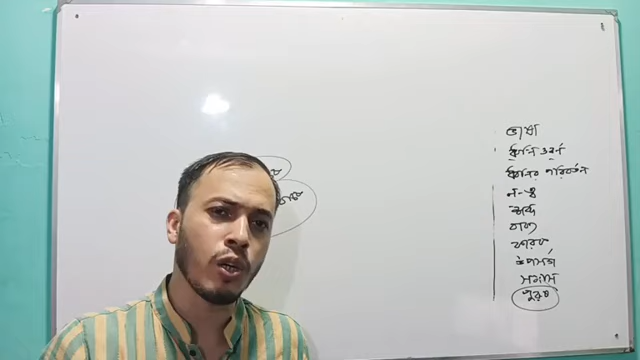 ভাষা
ধ্বনি ও বর্ণ
ধ্বনির পরিবর্তন
শব্দ
বাক্য
কারক
উপসর্গ
সমাস
পুরুষ